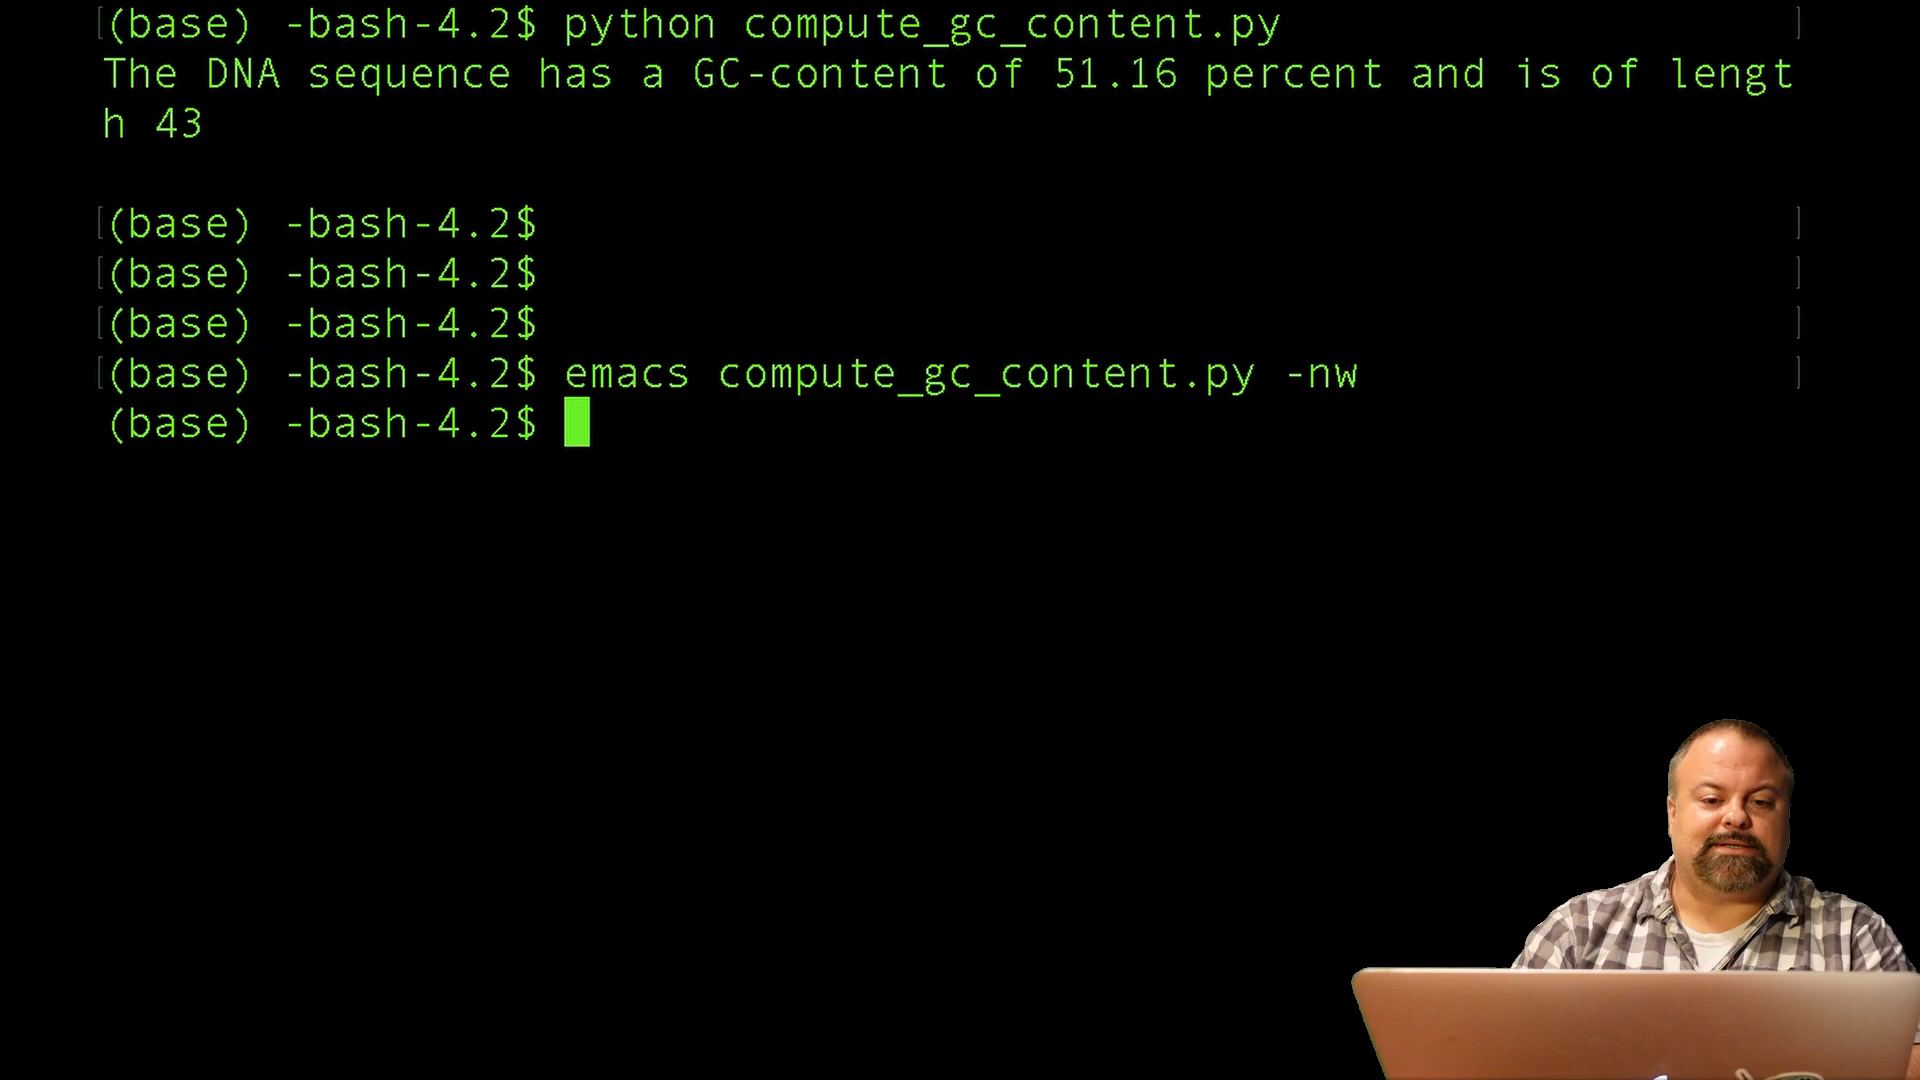 [(base) -bash-4.2$ python compute_gc_content.py ]
The DNA sequence has a GC-content of 51.16 percent and is of lengt
h 43
[(base) -bash-4.2$ ]
[(base) -bash-4.2$ ]
[(base) -bash-4.2$ ]
[(base) -bash-4.2$ emacs compute_gc_content.py -nw ]
(base) -bash-4.2$